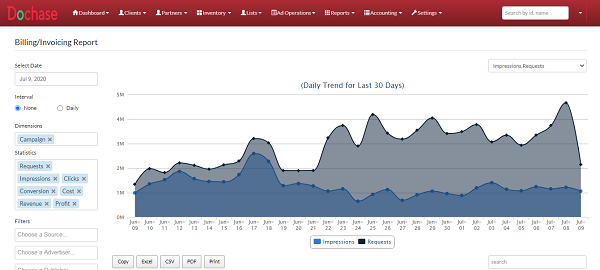 Dochase
Dashboard Clients Partners Inventory Lists Ad Operations Reports Accounting Settings Search by id, name
Billing/Invoicing Report
Select Date
Jul 9, 2020
Impressions,Requests
(Daily Trend for Last 30 Days)
Interval
None Daily
Dimensions
Campaign ×
Statistics
Requests ×
Impressions × Clicks ×
Conversion × Cost ×
Revenue × Profit ×
Filters
Choose a Source...
Choose a Advertiser...
5M
4M
3M
2M
1M
0M
Jun- Jun- Jun- Jun- Jun- Jun- Jun- Jun- Jun- Jun- Jun- Jun- Jun- Jun- Jun- Jun- Jun- Jun- Jun- Jun- Jun- Jun- Jul- Jul- Jul- Jul- Jul- Jul- Jul- Jul- Jul-
09 10 11 12 13 14 15 16 17 18 19 20 21 22 23 24 25 26 27 28 29 30 01 02 03 04 05 06 07 08 09
Impressions Requests
Copy Excel CSV PDF Print search